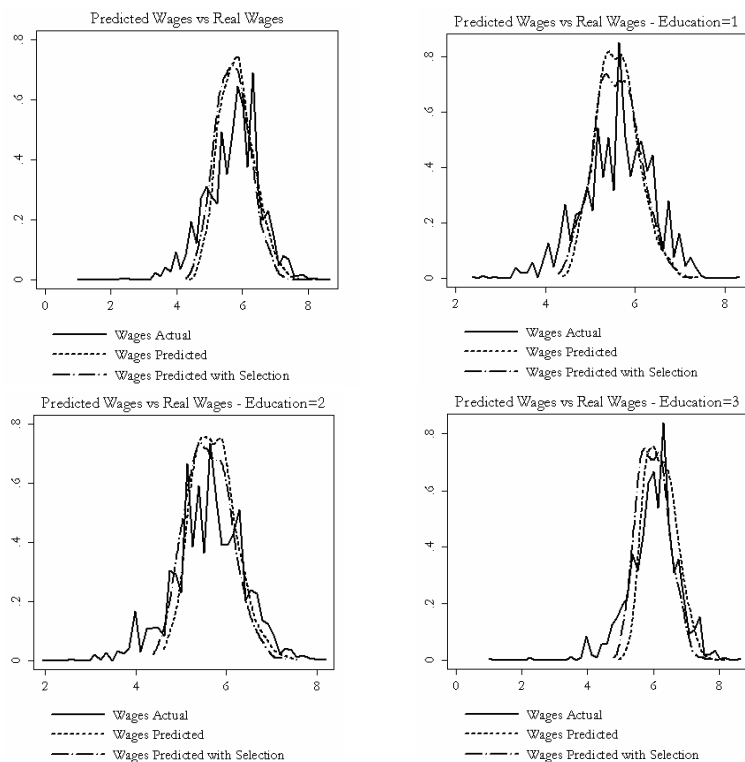 Predicted Wages vs Real Wages
.8
.6
.4
.2
0
0 2 4 6 8
Wages Actual
Wages Predicted
Wages Predicted with Selection
Predicted Wages vs Real Wages - Education=1
.8
.6
.4
.2
0
2 4 6 8
Wages Actual
Wages Predicted
Wages Predicted with Selection
Predicted Wages vs Real Wages - Education=2
.8
.6
.4
.2
0
2 4 6 8
Wages Actual
Wages Predicted
Wages Predicted with Selection
Predicted Wages vs Real Wages - Education=3
.8
.6
.4
.2
0
0 2 4 6 8
Wages Actual
Wages Predicted
Wages Predicted with Selection